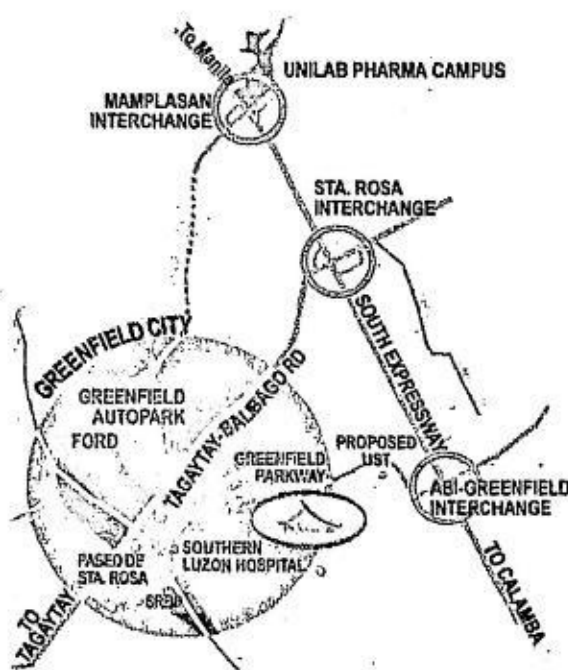 To Manila
UNILAB PHARMA CAMPUS
MAMPLASAN
INTERCHANGE
STA. ROSA
INTERCHANGE
SOUTH EXPRESSWAY
GREENFIELD CITY
GREENFIELD
AUTOPARK
FORD
TAGAYTAY-BALBAGO RD
GREENFIELD
PARKWAY
PROPOSED
UST
ABI-GREENFIELD
INTERCHANGE
PASEO DE
STA. ROSA
SOUTHERN
LUZON HOSPITAL
TO
TAGAYTAY
TO CALAMBA